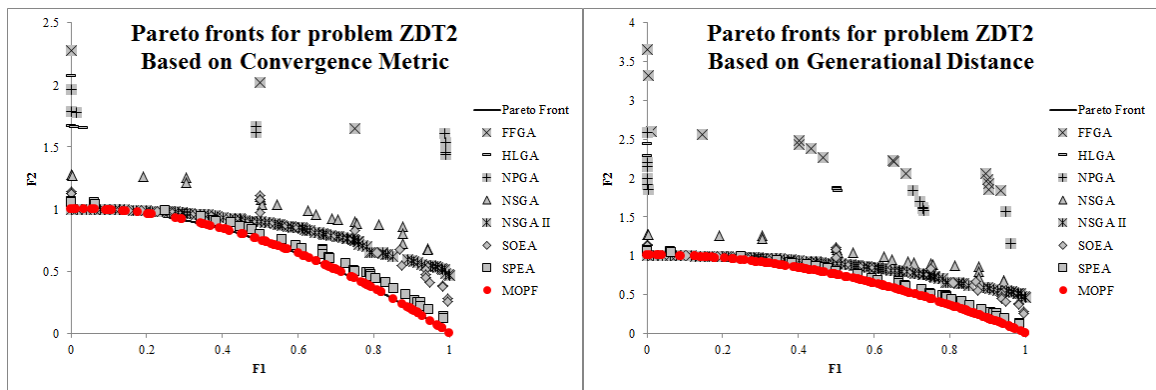 Pareto fronts for problem ZDT2
Based on Convergence Metric
2.5
2
1.5
1
0.5
0
F2
0
0.2
0.4
0.6
0.8
1
F1
Pareto Front
FFGA
HLGA
NPGA
NSGA
NSGA II
SOEA
SPEA
MOPF
Pareto fronts for problem ZDT2
Based on Generational Distance
4
3.5
3
2.5
2
1.5
1
0.5
0
F2
0
0.2
0.4
0.6
0.8
1
F1
Pareto Front
FFGA
HLGA
NPGA
NSGA
NSGA II
SOEA
SPEA
MOPF